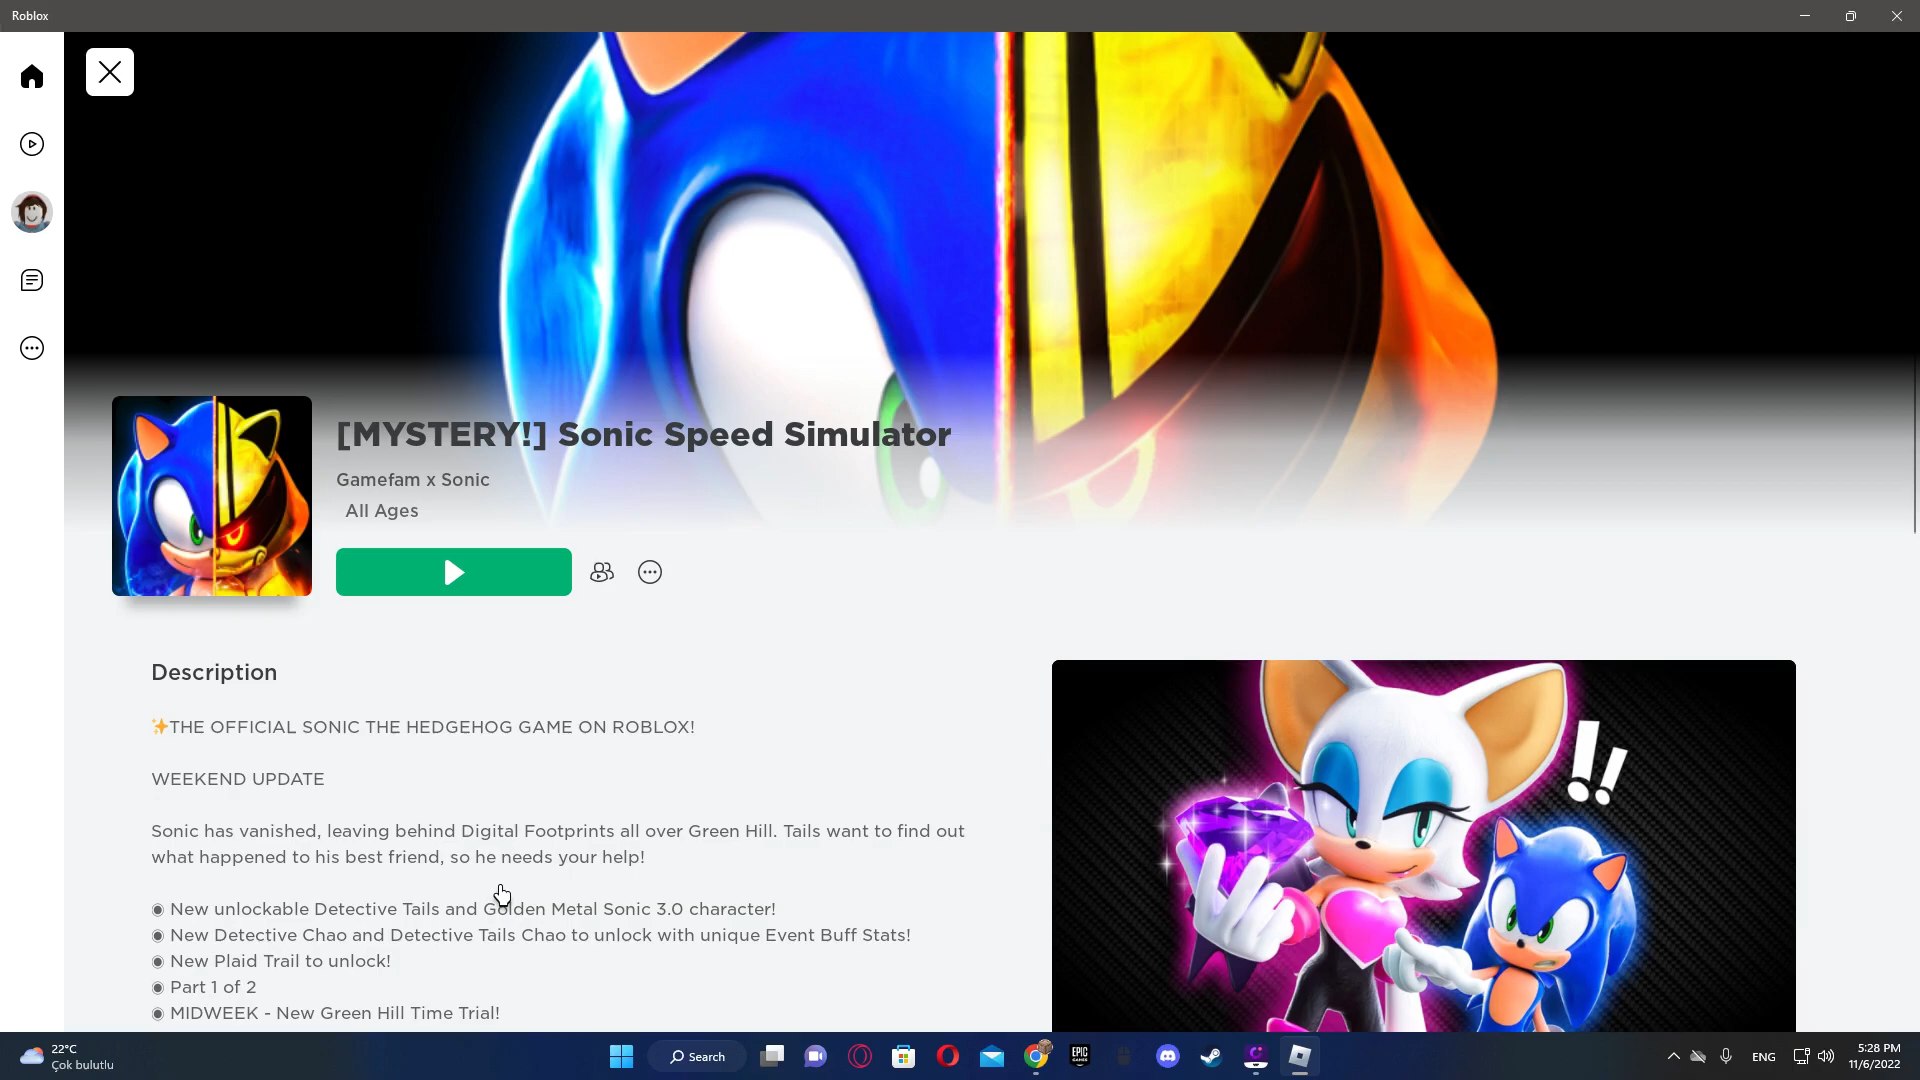 Roblox
[MYSTERY!] Sonic Speed Simulator
Gamefam x Sonic
All Ages
Description
✨THE OFFICIAL SONIC THE HEDGEHOG GAME ON ROBLOX!
WEEKEND UPDATE
Sonic has vanished, leaving behind Digital Footprints all over Green Hill. Tails want to find out
what happened to his best friend, so he needs your help!
◉ New unlockable Detective Tails and Golden Metal Sonic 3.0 character!
◉ New Detective Chao and Detective Tails Chao to unlock with unique Event Buff Stats!
◉ New Plaid Trail to unlock!
◉ Part 1 of 2
◉ MIDWEEK - New Green Hill Time Trial!
!!
22°C
Çok bulutlu
Search
EPIC
GAMES
ENG
5:28 PM
11/6/2022